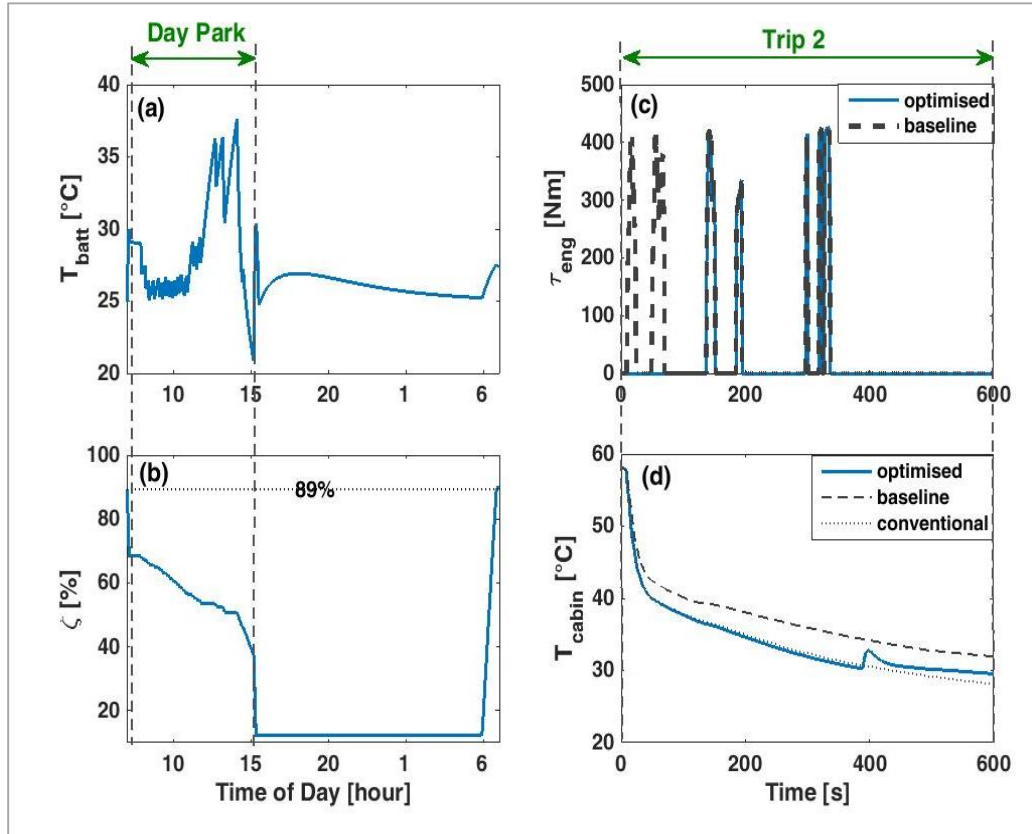 Day Park
(a)
T_batt [°C]
40
35
30
25
20
10
15
20
1
6
Trip 2
(c)
τ_eng [Nm]
500
400
300
200
100
0
0
200
400
600
optimised
baseline
(b)
ζ [%]
100
80
60
40
20
89%
10
15
20
1
6
Time of Day [hour]
(d)
T_cabin [°C]
60
50
40
30
20
0
200
400
600
Time [s]
optimised
baseline
conventional